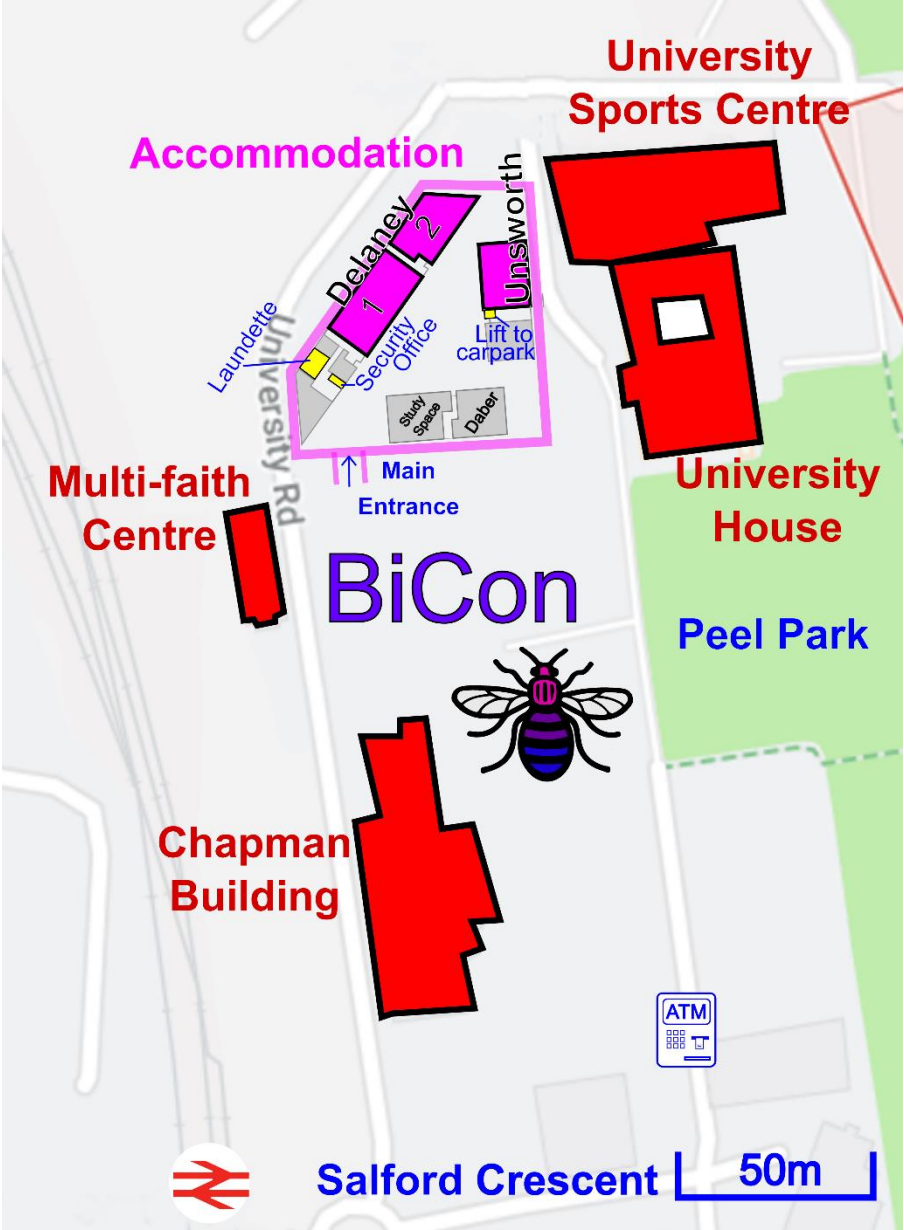 University
Sports Centre
Accommodation
Delaney
2
1
Unsworth
Laundette
Security
Office
Lift to
carpark
University Rd
Study
Space
Daber
Main
Entrance
Multi-faith
Centre
University
House
BiCon
Peel Park
Chapman
Building
ATM
Salford Crescent
50m